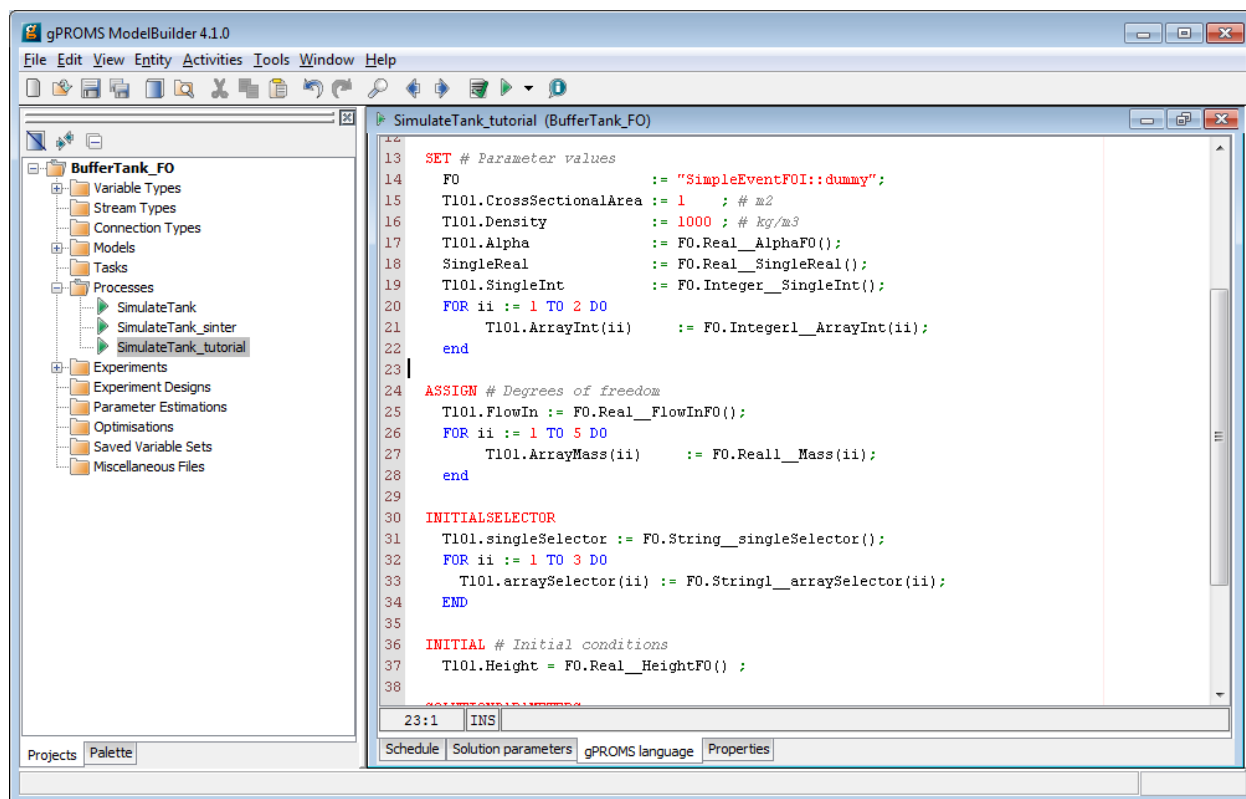 gPROMS ModelBuilder 4.1.0
File Edit View Entity Activities Tools Window Help
BufferTank_FO
Variable Types
Stream Types
Connection Types
Models
Tasks
Processes
SimulateTank
SimulateTank_sinter
SimulateTank_tutorial
Experiments
Experiment Designs
Parameter Estimations
Optimisations
Saved Variable Sets
Miscellaneous Files
Projects Palette
SimulateTank_tutorial (BufferTank_FO)
12
13 SET # Parameter values
14 FO := "SimpleEventFOI::dummy";
15 T101.CrossSectionalArea := 1 ; # m2
16 T101.Density := 1000 ; # kg/m3
17 T101.Alpha := FO.Real__AlphaFO();
18 SingleReal := FO.Real__SingleReal();
19 T101.SingleInt := FO.Integer__SingleInt();
20 FOR ii := 1 TO 2 DO
21 T101.ArrayInt(ii) := FO.Integer1__ArrayInt(ii);
22 end
23
24 ASSIGN # Degrees of freedom
25 T101.FlowIn := FO.Real__FlowInFO();
26 FOR ii := 1 TO 5 DO
27 T101.ArrayMass(ii) := FO.Real1__Mass(ii);
28 end
29
30 INITIALSELECTOR
31 T101.singleSelector := FO.String__singleSelector();
32 FOR ii := 1 TO 3 DO
33 T101.arraySelector(ii) := FO.String1__arraySelector(ii);
34 END
35
36 INITIAL # Initial conditions
37 T101.Height = FO.Real__HeightFO() ;
38
SOLUTIONPARAMETERS
23:1 INS
Schedule Solution parameters gPROMS language Properties